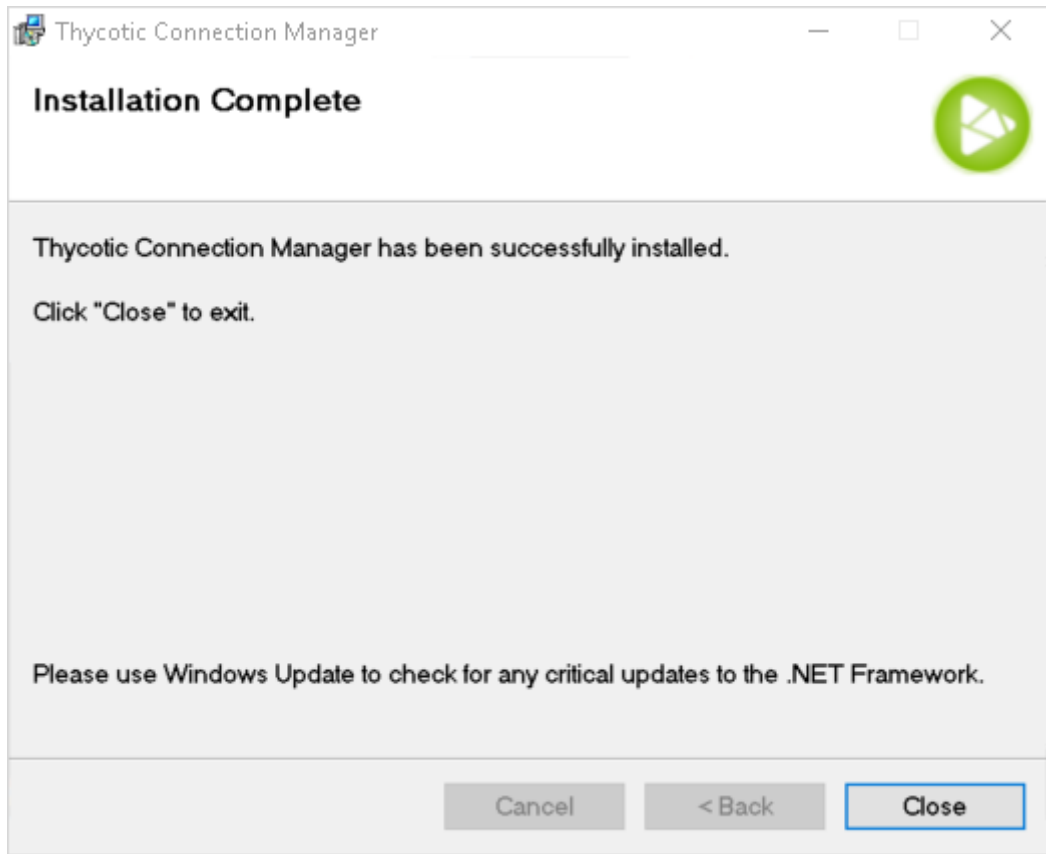 Thycotic Connection Manager
Installation Complete
Thycotic Connection Manager has been successfully installed.
Click "Close" to exit.
Please use Windows Update to check for any critical updates to the .NET Framework.
Cancel
< Back
Close